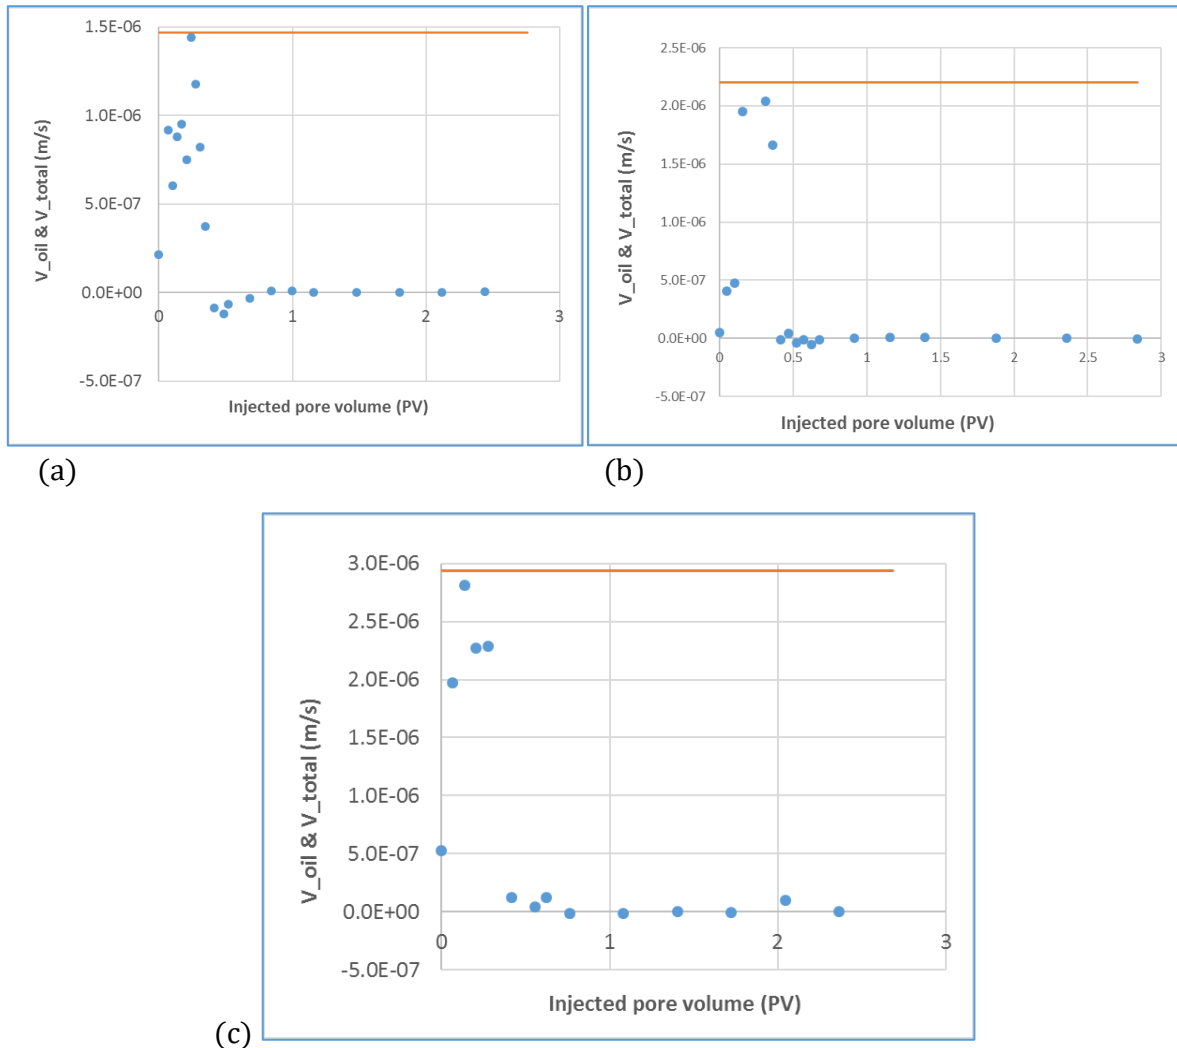 1.5E-06
1.0E-06
5.0E-07
0.0E+00
-5.0E-07
0 1 2 3
V_oil & V_total (m/s)
Injected pore volume (PV)
(a)
2.5E-06
2.0E-06
1.5E-06
1.0E-06
5.0E-07
0.0E+00
-5.0E-07
0 0.5 1 1.5 2 2.5 3
V_oil & V_total (m/s)
Injected pore volume (PV)
(b)
3.0E-06
2.5E-06
2.0E-06
1.5E-06
1.0E-06
5.0E-07
0.0E+00
-5.0E-07
0 1 2 3
V_oil & V_total (m/s)
Injected pore volume (PV)
(c)